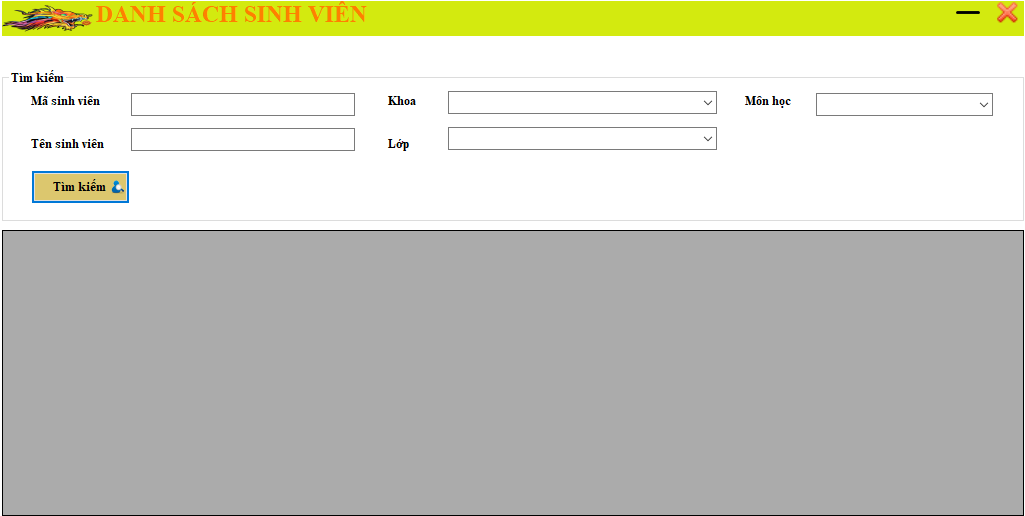 DANH SÁCH SINH VIÊN
Tìm kiếm
Mã sinh viên
Khoa
Môn học
Tên sinh viên
Lớp
Tìm kiếm